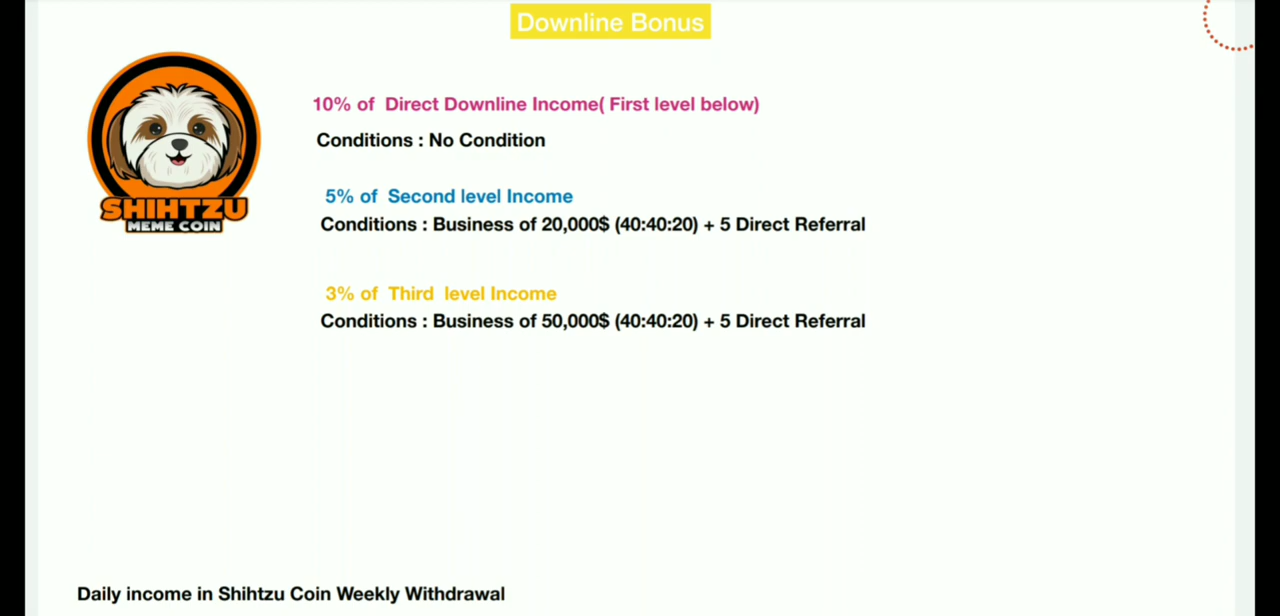 Downline Bonus
SHIHTZU
MEME COIN
10% of Direct Downline Income( First level below)
Conditions : No Condition
5% of Second level Income
Conditions : Business of 20,000$ (40:40:20) + 5 Direct Referral
3% of Third level Income
Conditions : Business of 50,000$ (40:40:20) + 5 Direct Referral
Daily income in Shihtzu Coin Weekly Withdrawal